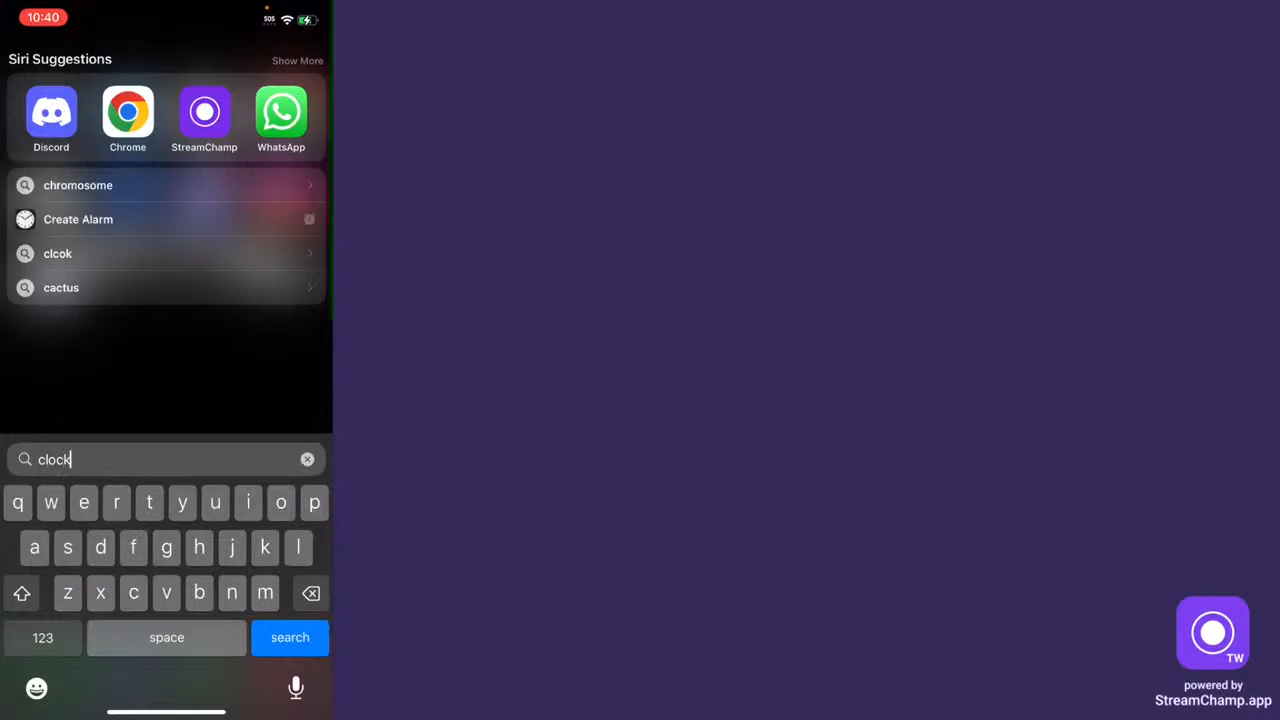 10:40
SOS
Siri Suggestions
Show More
Discord
Chrome
StreamChamp
WhatsApp
chromosome
Create Alarm
clcok
cactus
clock
q w e r t y u i o p
a s d f g h j k l
z x c v b n m
123
space
search
TW
powered by
StreamChamp.app